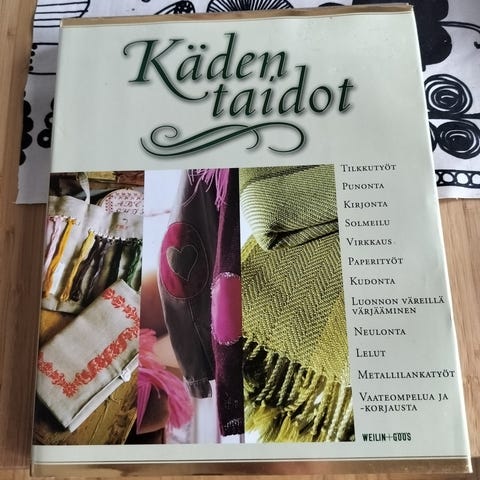 Käden
taidot
Tilkkutyöt
Punonta
Kirjonta
Solmeilu
Virkkaus
Paperityöt
Kudonta
Luonnon väreillä
värjääminen
Neulonta
Lelut
Metallilankatyöt
Vaateompelua ja
-korjausta
WEILIN+GÖÖS